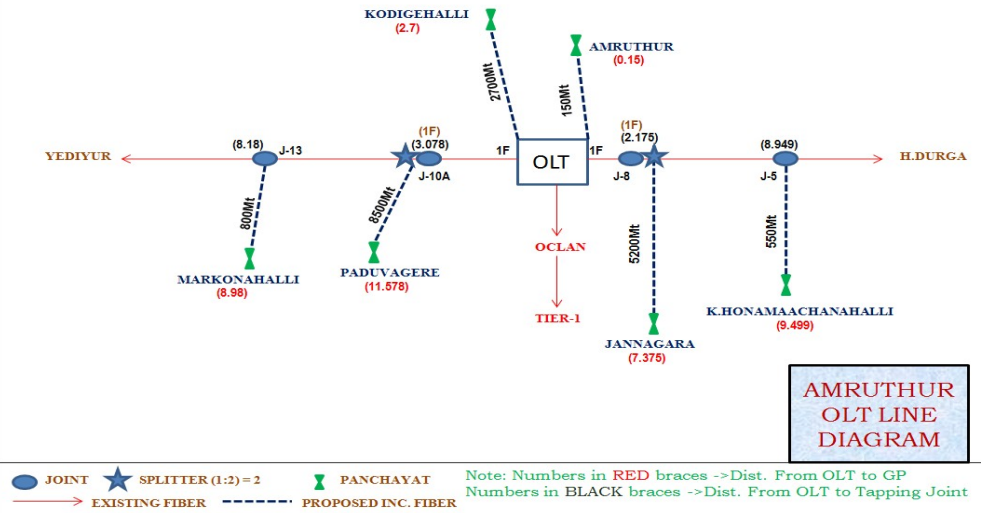 KODIGEHALLI
(2.7)
AMRUTHUR
(0.15)
2700Mt
150Mt
(1F)
(3.078)
(1F)
(2.175)
(8.18)
J-13
(8.949)
YEDIYUR
1F
OLT
1F
H.DURGA
J-10A
J-8
J-5
800Mt
8500Mt
5200Mt
550Mt
OCLAN
MARKONAHALLI
(8.98)
PADUVAGERE
(11.578)
K.HONAMAACHANAHALLI
(9.499)
TIER-1
JANNAGARA
(7.375)
AMRUTHUR
OLT LINE
DIAGRAM
JOINT
SPLITTER (1:2) = 2
PANCHAYAT
EXISTING FIBER
PROPOSED INC. FIBER
Note: Numbers in RED braces ->Dist. From OLT to GP
Numbers in BLACK braces ->Dist. From OLT to Tapping Joint